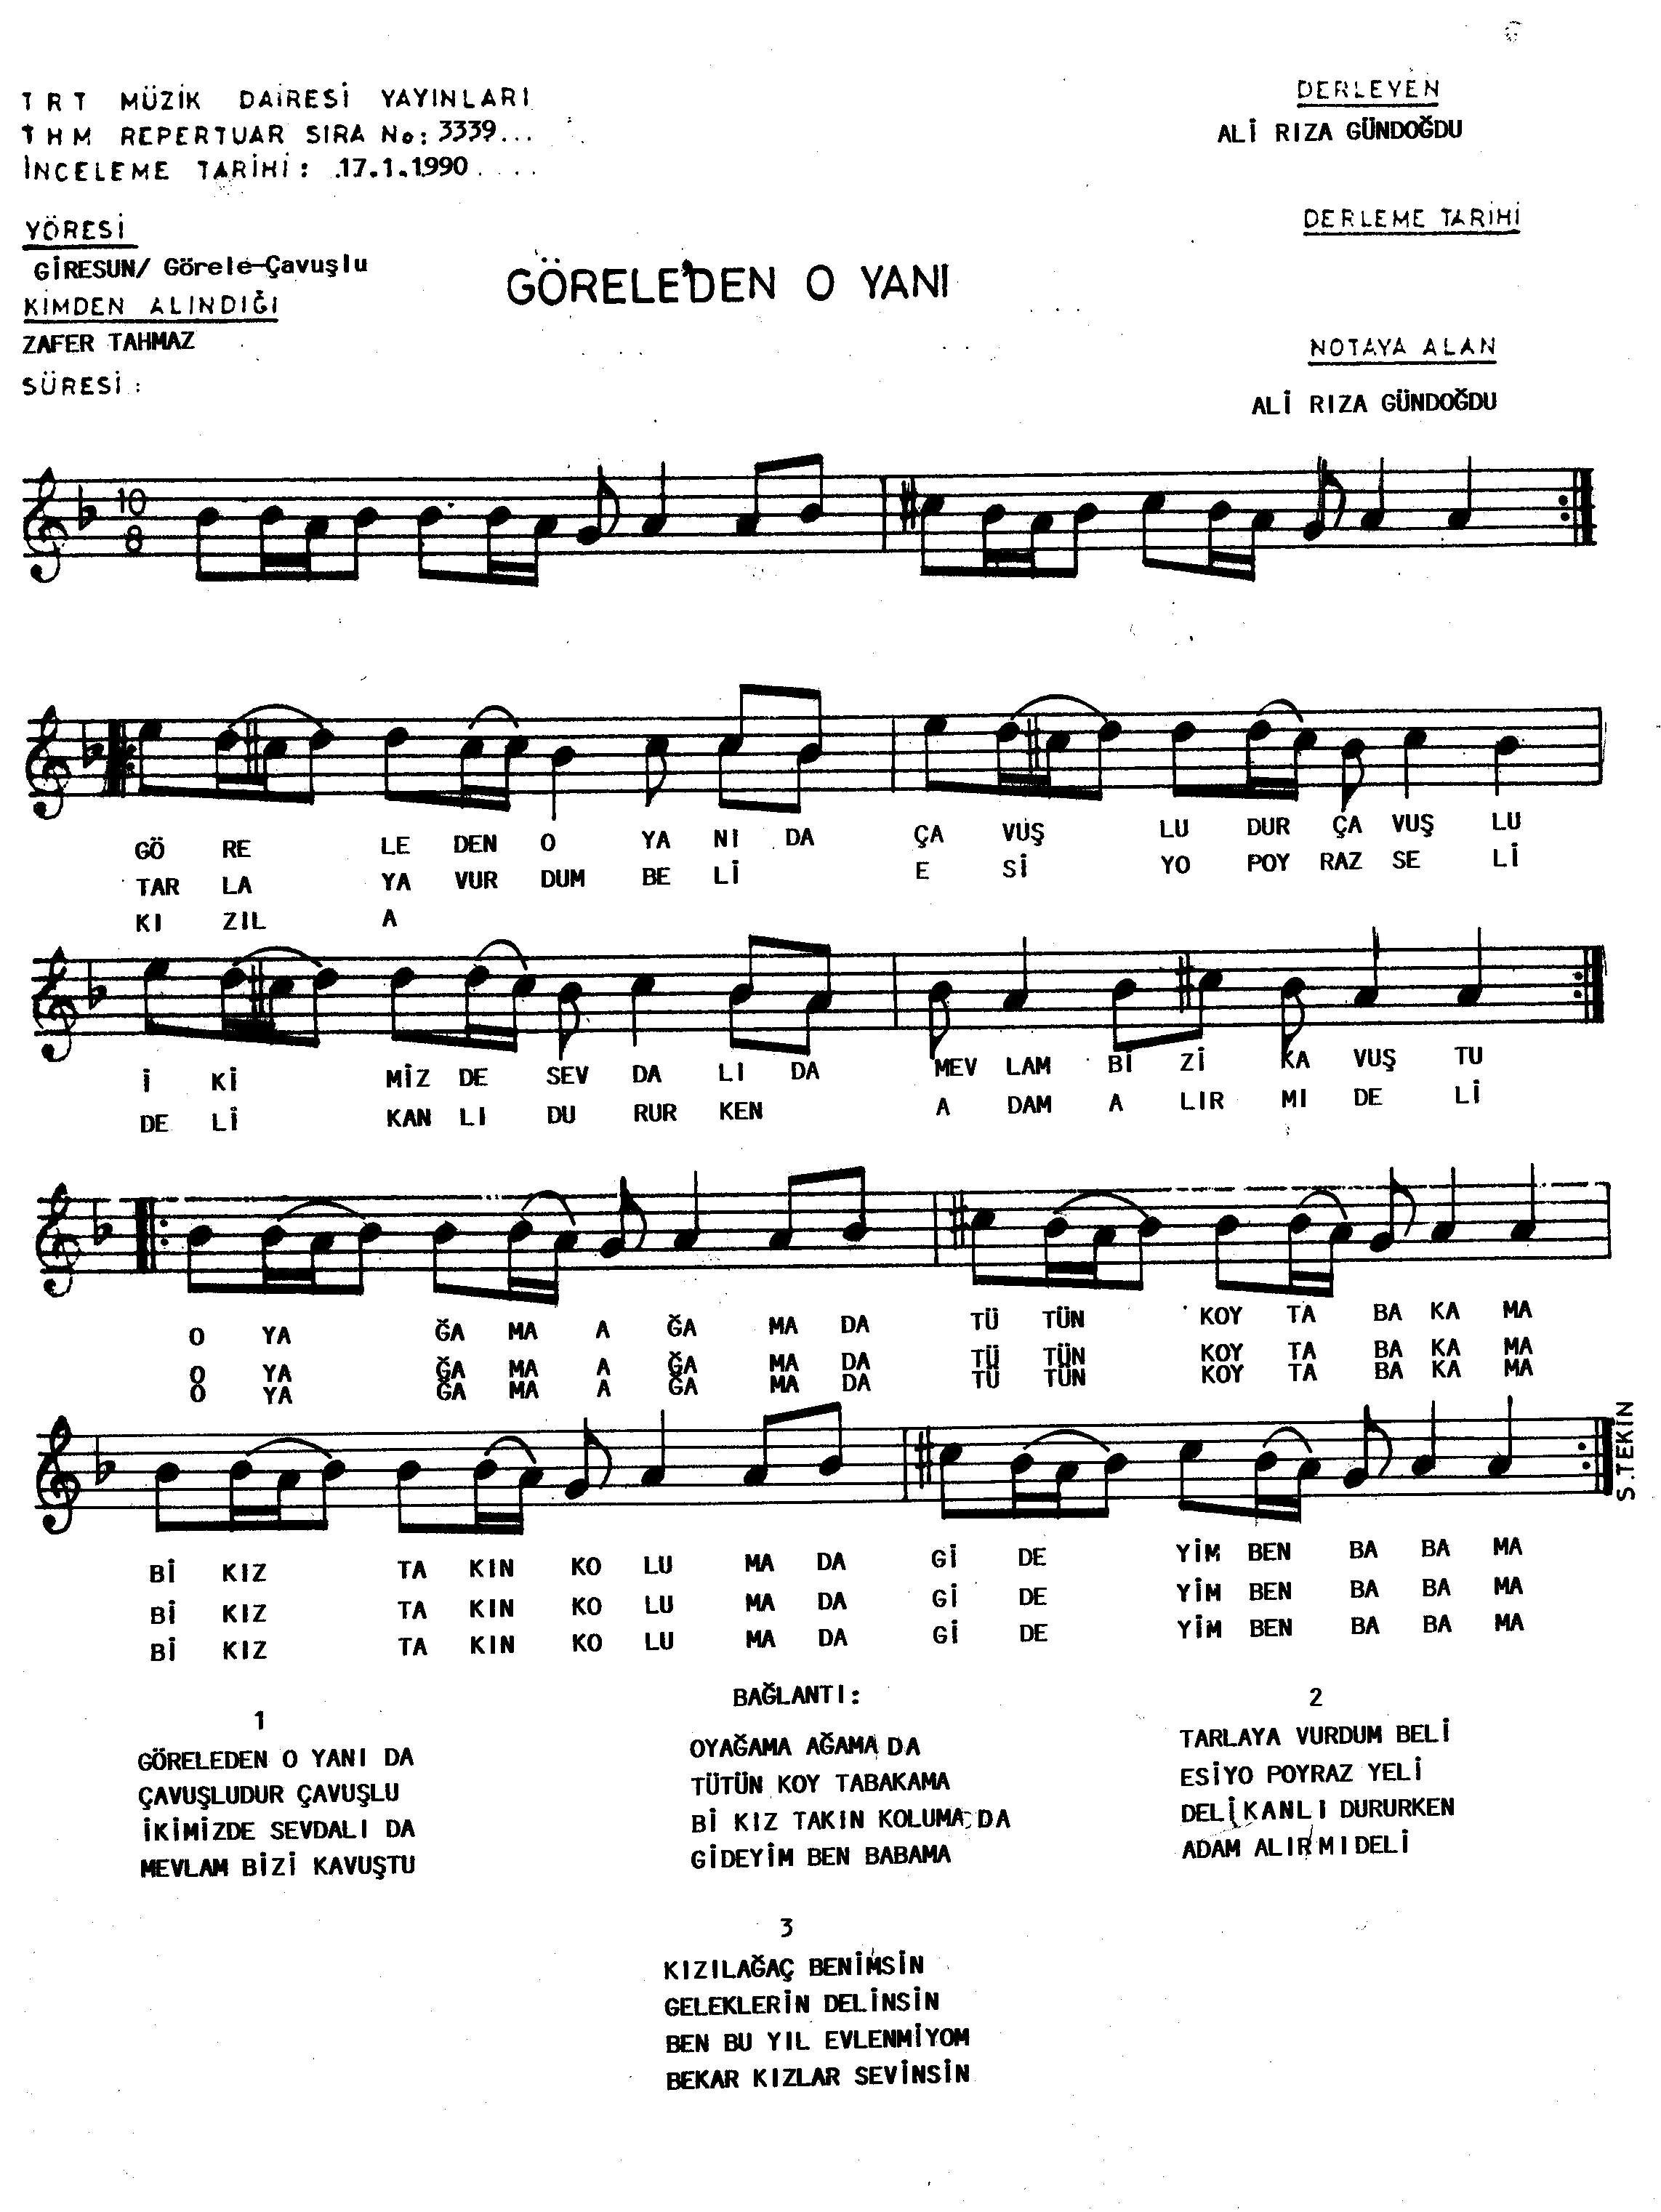 TRT MÜZİK DAİRESİ YAYINLARI
THM REPERTUAR SIRA No: 3339...
İNCELEME TARİHİ: .17.1.1990....
DERLEYEN
ALİ RIZA GÜNDOĞDU
YÖRESİ
GİRESUN/ Görele-Çavuşlu
KİMDEN ALINDIĞI
ZAFER TAHMAZ
SÜRESİ:
GÖRELE'DEN O YANI
DERLEME TARİHİ
NOTAYA ALAN
ALİ RIZA GÜNDOĞDU
10
8
GÖ RE LE DEN O YA NI DA ÇA VUŞ LU DUR ÇA VUŞ LU
TAR LA YA VUR DUM BE Lİ E Sİ YO POY RAZ SE Lİ
KI ZIL A
İ Kİ MİZ DE SEV DA LI DA MEV LAM Bİ Zİ KA VUŞ TU
DE Lİ KAN LI DU RUR KEN A DAM A LIR MI DE Lİ
O YA ĞA MA A ĞA MA DA TÜ TÜN KOY TA BA KA MA
O YA ĞA MA A ĞA MA DA TÜ TÜN KOY TA BA KA MA
O YA ĞA MA A ĞA MA DA TÜ TÜN KOY TA BA KA MA
S.TEKİN
Bİ KIZ TA KIN KO LU MA DA Gİ DE YİM BEN BA BA MA
Bİ KIZ TA KIN KO LU MA DA Gİ DE YİM BEN BA BA MA
Bİ KIZ TA KIN KO LU MA DA Gİ DE YİM BEN BA BA MA
1
GÖRELEDEN O YANI DA
ÇAVUŞLUDUR ÇAVUŞLU
İKİMİZDE SEVDALI DA
MEVLAM BİZİ KAVUŞTU
BAĞLANTI:
OYAĞAMA AĞAMA DA
TÜTÜN KOY TABAKAMA
Bİ KIZ TAKIN KOLUMA DA
GİDEYİM BEN BABAMA
2
TARLAYA VURDUM BELİ
ESİYO POYRAZ YELİ
DELİKANLI DURURKEN
ADAM ALIR MIDELİ
3
KIZILAĞAÇ BENİMSİN
GELEKLERİN DELİNSİN
BEN BU YIL EVLENMİYOM
BEKAR KIZLAR SEVİNSİN